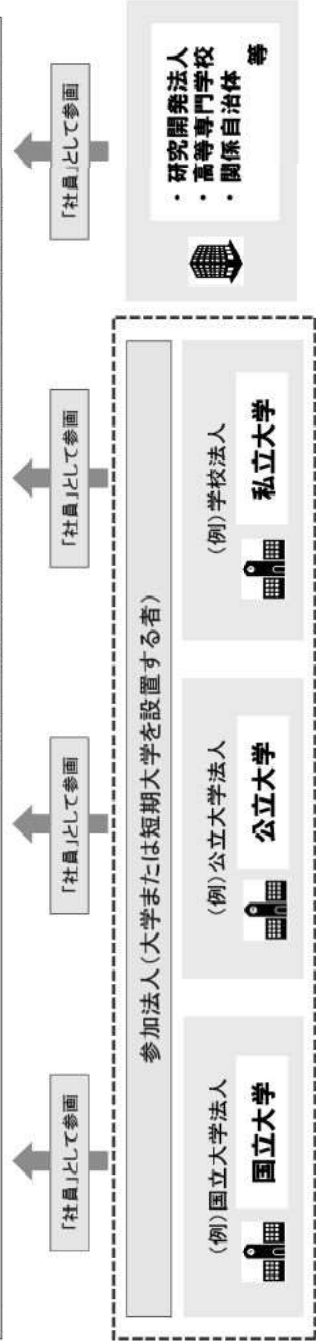 「社員」として参画
「社員」として参画
「社員」として参画
「社員」として参画
参加法人(大学または短期大学を設置する者)
(例)国立大学法人
国立大学
(例)公立大学法人
公立大学
(例)学校法人
私立大学
・研究開発法人
・高等専門学校
・関係自治体
等